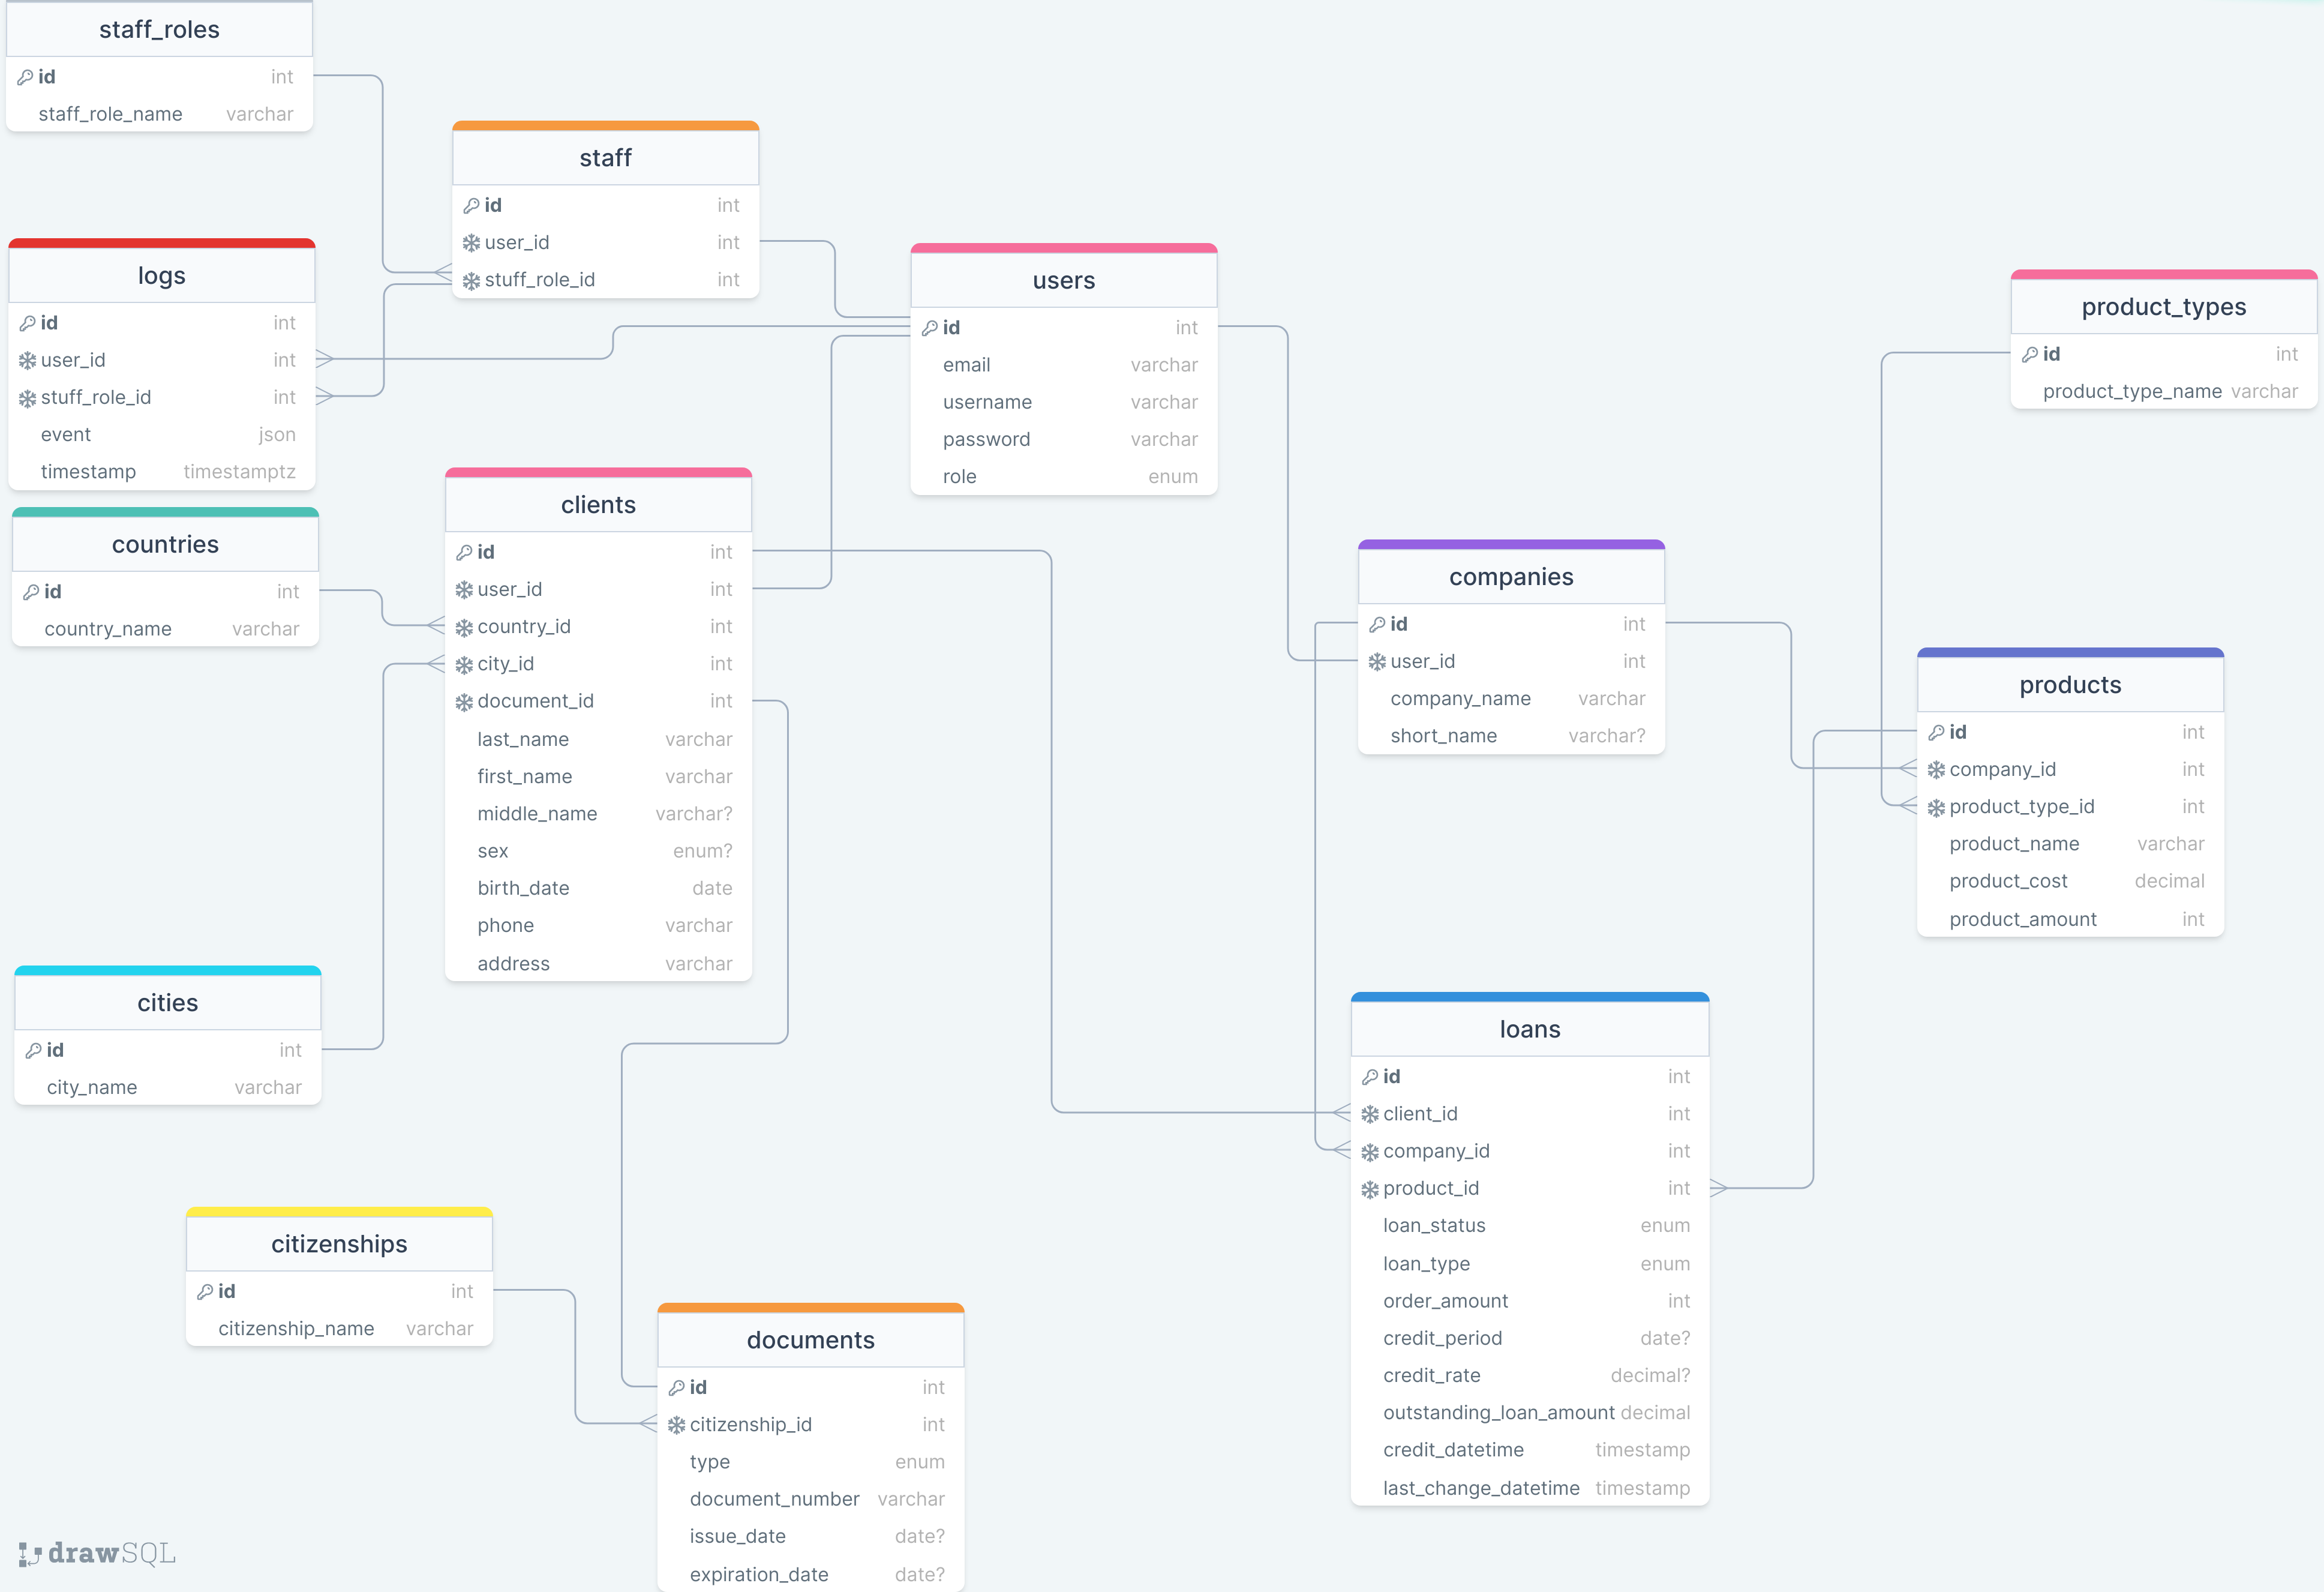 staff_roles
id int
staff_role_name varchar
staff
id int
user_id int
stuff_role_id int
logs
id int
user_id int
stuff_role_id int
event json
timestamp timestamptz
users
id int
email varchar
username varchar
password varchar
role enum
product_types
id int
product_type_name varchar
clients
id int
user_id int
country_id int
city_id int
document_id int
last_name varchar
first_name varchar
middle_name varchar?
sex enum?
birth_date date
phone varchar
address varchar
countries
id int
country_name varchar
companies
id int
user_id int
company_name varchar
short_name varchar?
products
id int
company_id int
product_type_id int
product_name varchar
product_cost decimal
product_amount int
cities
id int
city_name varchar
loans
id int
client_id int
company_id int
product_id int
loan_status enum
loan_type enum
order_amount int
credit_period date?
credit_rate decimal?
outstanding_loan_amount decimal
credit_datetime timestamp
last_change_datetime timestamp
citizenships
id int
citizenship_name varchar
documents
id int
citizenship_id int
type enum
document_number varchar
issue_date date?
expiration_date date?
drawSQL